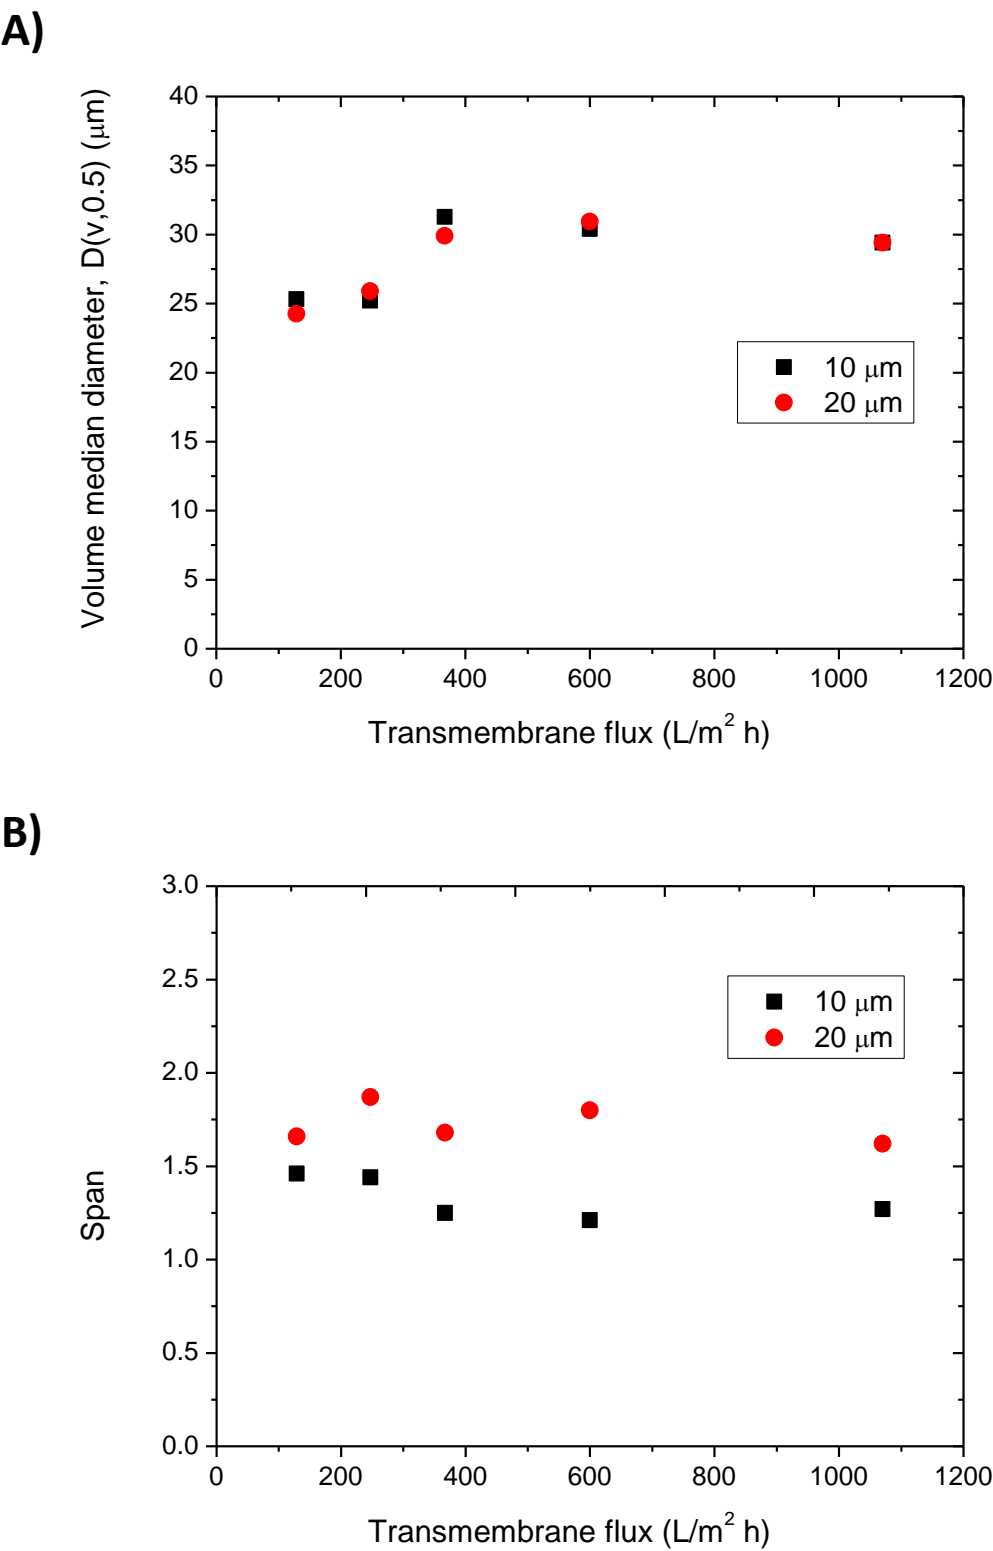 A)
Volume median diameter, D(v,0.5) (μm)
40
35
30
25
20
15
10
5
0
10 μm
20 μm
0 200 400 600 800 1000 1200
Transmembrane flux (L/m² h)
B)
Span
3.0
2.5
2.0
1.5
1.0
0.5
0.0
10 μm
20 μm
0 200 400 600 800 1000 1200
Transmembrane flux (L/m² h)